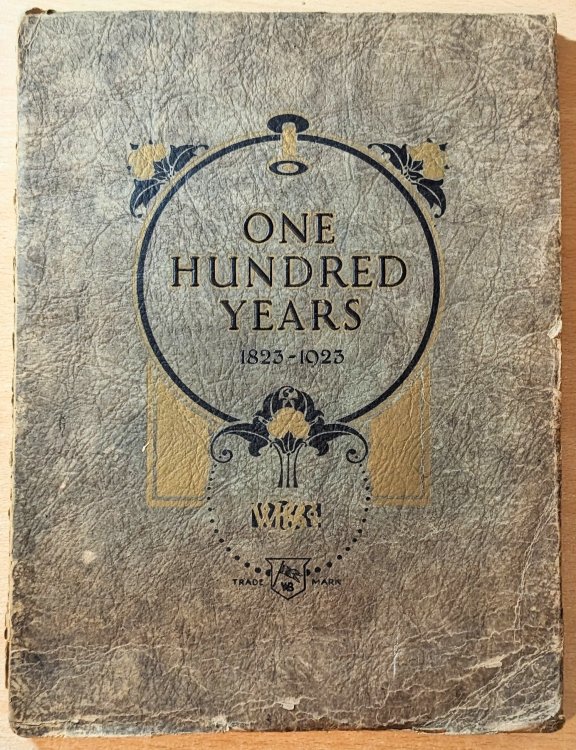 ONE
HUNDRED
YEARS
1823-1923
TRADE MARK